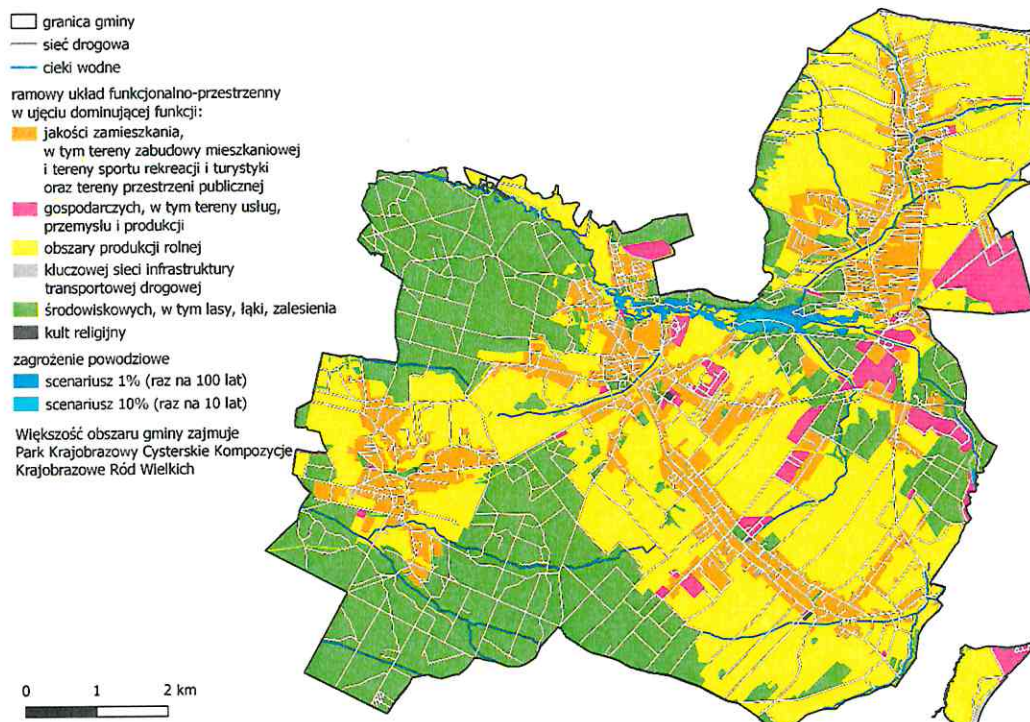 granica gminy
sieć drogowa
cieki wodne
ramowy układ funkcjonalno-przestrzenny
w ujęciu dominującej funkcji:
jakości zamieszkania,
w tym tereny zabudowy mieszkaniowej
i tereny sportu rekreacji i turystyki
oraz tereny przestrzeni publicznej
gospodarczych, w tym tereny usług,
przemysłu i produkcji
obszary produkcji rolnej
kluczowej sieci infrastruktury
transportowej drogowej
środowiskowych, w tym lasy, łąki, zalesienia
kult religijny
zagrożenie powodziowe
scenariusz 1% (raz na 100 lat)
scenariusz 10% (raz na 10 lat)
Większość obszaru gminy zajmuje
Park Krajobrazowy Cysterskie Kompozycje
Krajobrazowe Ród Wielkich
0 1 2 km